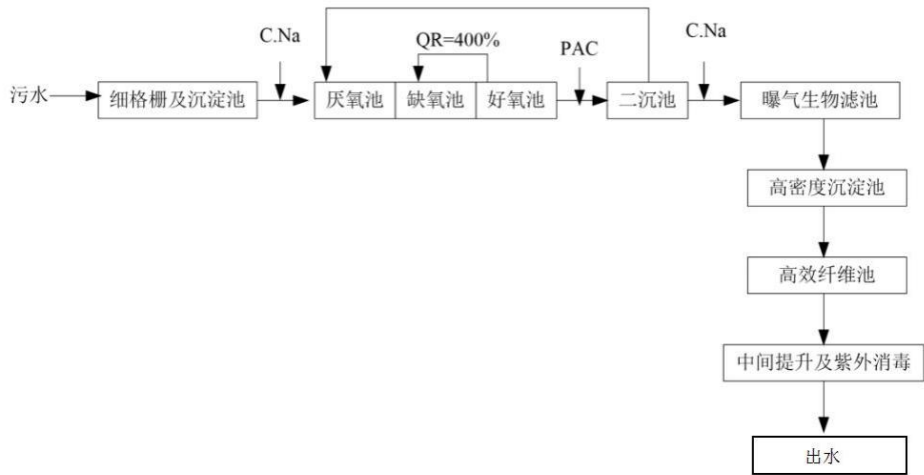 C.Na
QR=400%
PAC
C.Na
污水
细格栅及沉淀池
厌氧池
缺氧池
好氧池
二沉池
曝气生物滤池
高密度沉淀池
高效纤维池
中间提升及紫外消毒
出水